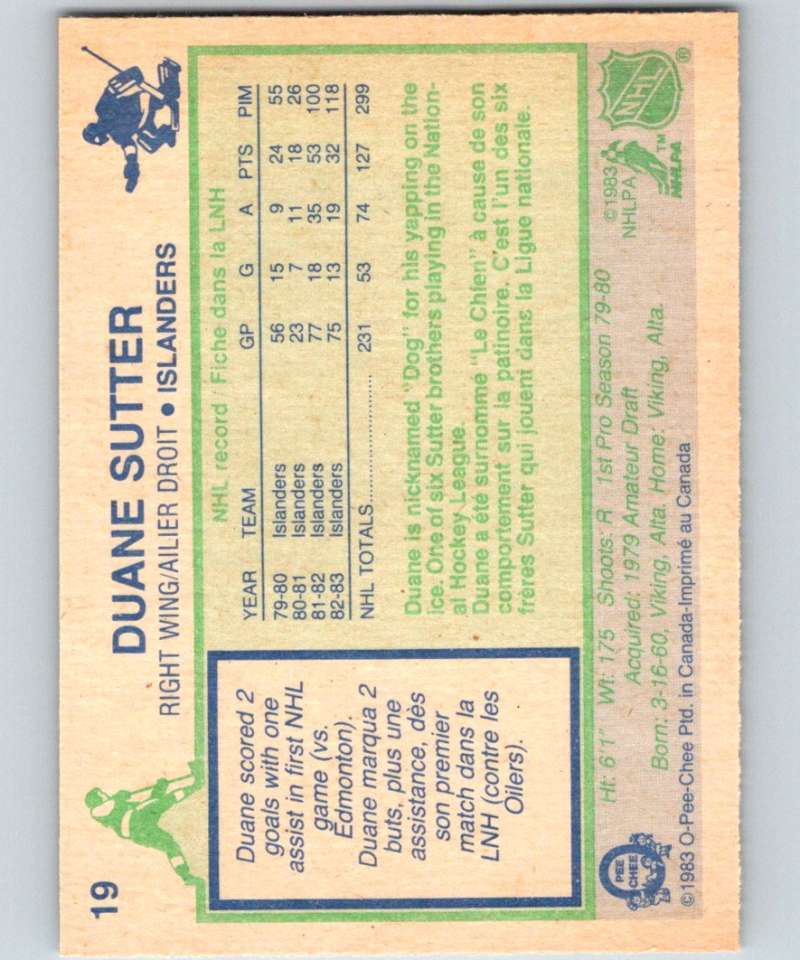 19
DUANE SUTTER
RIGHT WING/AILIER DROIT • ISLANDERS
Duane scored 2
goals with one
assist in first NHL
game (vs.
Edmonton).
Duane marqua 2
buts, plus une
assistance, dès
son premier
match dans la
LNH (contre les
Oilers).
NHL record / Fiche dans la LNH
YEAR TEAM GP G A PTS PIM
79-80 Islanders 56 15 9 24 55
80-81 Islanders 23 7 11 18 26
81-82 Islanders 77 18 35 53 100
82-83 Islanders 75 13 19 32 118
NHL TOTALS 231 53 74 127 299
Duane is nicknamed "Dog" for his yapping on the
ice. One of six Sutter brothers playing in the Nation-
al Hockey League.
Duane a été surnommé "Le Chien" à cause de son
comportement sur la patinoire. C'est l'un des six
frères Sutter qui jouent dans la Ligue nationale.
Ht: 6'1" Wt: 175 Shoots: R 1st Pro Season 79-80
Acquired: 1979 Amateur Draft
Born: 3-16-60, Viking, Alta. Home: Viking, Alta.
©1983
NHLPA
NHL
®
NHLPA
TM
O
PEE
CHEE
©1983 O-Pee-Chee Ptd. in Canada-Imprimé au Canada